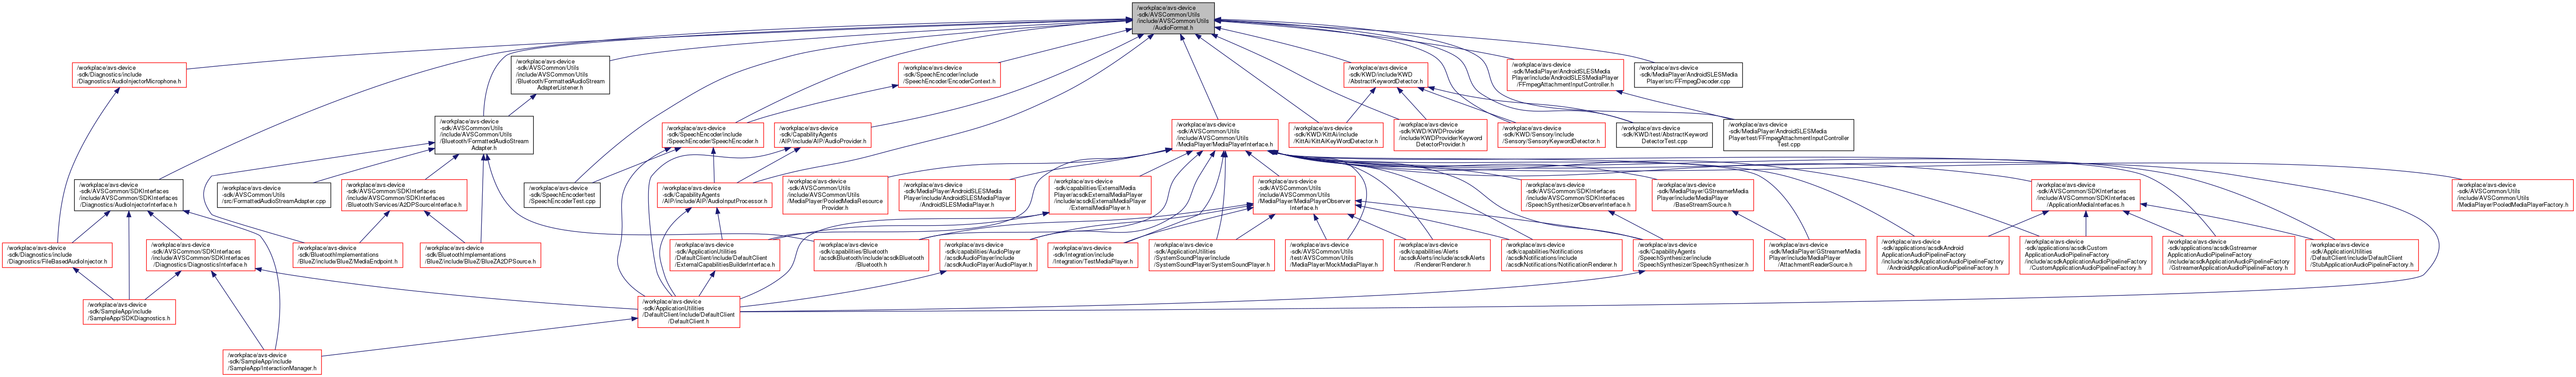 /workplace/avs-device
-sdk/AVSCommon/Utils
/include/AVSCommon/Utils
/AudioFormat.h
/workplace/avs-device
-sdk/Diagnostics/include
/Diagnostics/AudioInjectorMicrophone.h
/workplace/avs-device
-sdk/AVSCommon/Utils
/include/AVSCommon/Utils
/Bluetooth/FormattedAudioStream
AdapterListener.h
/workplace/avs-device
-sdk/SpeechEncoder/include
/SpeechEncoder/EncoderContext.h
/workplace/avs-device
-sdk/KWD/include/KWD
/AbstractKeywordDetector.h
/workplace/avs-device
-sdk/MediaPlayer/AndroidSLESMedia
Player/include/AndroidSLESMediaPlayer
/FFmpegAttachmentInputController.h
/workplace/avs-device
-sdk/MediaPlayer/AndroidSLESMedia
Player/src/FFmpegDecoder.cpp
/workplace/avs-device
-sdk/AVSCommon/Utils
/include/AVSCommon/Utils
/Bluetooth/FormattedAudioStream
Adapter.h
/workplace/avs-device
-sdk/SpeechEncoder/include
/SpeechEncoder/SpeechEncoder.h
/workplace/avs-device
-sdk/CapabilityAgents
/AIP/include/AIP/AudioProvider.h
/workplace/avs-device
-sdk/AVSCommon/Utils
/include/AVSCommon/Utils
/MediaPlayer/MediaPlayerInterface.h
/workplace/avs-device
-sdk/KWD/KittAi/include
/KittAi/KittAiKeyWordDetector.h
/workplace/avs-device
-sdk/KWD/KWDProvider
/include/KWDProvider/Keyword
DetectorProvider.h
/workplace/avs-device
-sdk/KWD/Sensory/include
/Sensory/SensoryKeywordDetector.h
/workplace/avs-device
-sdk/KWD/test/AbstractKeyword
DetectorTest.cpp
/workplace/avs-device
-sdk/MediaPlayer/AndroidSLESMedia
Player/test/FFmpegAttachmentInputController
Test.cpp
/workplace/avs-device
-sdk/AVSCommon/SDKInterfaces
/include/AVSCommon/SDKInterfaces
/Diagnostics/AudioInjectorInterface.h
/workplace/avs-device
-sdk/AVSCommon/Utils
/src/FormattedAudioStreamAdapter.cpp
/workplace/avs-device
-sdk/AVSCommon/SDKInterfaces
/include/AVSCommon/SDKInterfaces
/Bluetooth/Services/A2DPSourceInterface.h
/workplace/avs-device
-sdk/SpeechEncoder/test
/SpeechEncoderTest.cpp
/workplace/avs-device
-sdk/CapabilityAgents
/AIP/include/AIP/AudioInputProcessor.h
/workplace/avs-device
-sdk/AVSCommon/Utils
/include/AVSCommon/Utils
/MediaPlayer/PooledMediaResource
Provider.h
/workplace/avs-device
-sdk/MediaPlayer/AndroidSLESMedia
Player/include/AndroidSLESMediaPlayer
/AndroidSLESMediaPlayer.h
/workplace/avs-device
-sdk/capabilities/ExternalMedia
Player/acsdkExternalMediaPlayer
/include/acsdkExternalMediaPlayer
/ExternalMediaPlayer.h
/workplace/avs-device
-sdk/AVSCommon/Utils
/include/AVSCommon/Utils
/MediaPlayer/MediaPlayerObserver
Interface.h
/workplace/avs-device
-sdk/AVSCommon/SDKInterfaces
/include/AVSCommon/SDKInterfaces
/SpeechSynthesizerObserverInterface.h
/workplace/avs-device
-sdk/MediaPlayer/GStreamerMedia
Player/include/MediaPlayer
/BaseStreamSource.h
/workplace/avs-device
-sdk/AVSCommon/SDKInterfaces
/include/AVSCommon/SDKInterfaces
/ApplicationMediaInterfaces.h
/workplace/avs-device
-sdk/AVSCommon/Utils
/include/AVSCommon/Utils
/MediaPlayer/PooledMediaPlayerFactory.h
/workplace/avs-device
-sdk/Diagnostics/include
/Diagnostics/FileBasedAudioInjector.h
/workplace/avs-device
-sdk/AVSCommon/SDKInterfaces
/include/AVSCommon/SDKInterfaces
/Diagnostics/DiagnosticsInterface.h
/workplace/avs-device
-sdk/BluetoothImplementations
/BlueZ/include/BlueZ/MediaEndpoint.h
/workplace/avs-device
-sdk/BluetoothImplementations
/BlueZ/include/BlueZ/BlueZA2DPSource.h
/workplace/avs-device
-sdk/ApplicationUtilities
/DefaultClient/include/DefaultClient
/ExternalCapabilitiesBuilderInterface.h
/workplace/avs-device
-sdk/capabilities/Bluetooth
/acsdkBluetooth/include/acsdkBluetooth
/Bluetooth.h
/workplace/avs-device
-sdk/capabilities/AudioPlayer
/acsdkAudioPlayer/include
/acsdkAudioPlayer/AudioPlayer.h
/workplace/avs-device
-sdk/Integration/include
/Integration/TestMediaPlayer.h
/workplace/avs-device
-sdk/ApplicationUtilities
/SystemSoundPlayer/include
/SystemSoundPlayer/SystemSoundPlayer.h
/workplace/avs-device
-sdk/AVSCommon/Utils
/test/AVSCommon/Utils
/MediaPlayer/MockMediaPlayer.h
/workplace/avs-device
-sdk/capabilities/Alerts
/acsdkAlerts/include/acsdkAlerts
/Renderer/Renderer.h
/workplace/avs-device
-sdk/capabilities/Notifications
/acsdkNotifications/include
/acsdkNotifications/NotificationRenderer.h
/workplace/avs-device
-sdk/CapabilityAgents
/SpeechSynthesizer/include
/SpeechSynthesizer/SpeechSynthesizer.h
/workplace/avs-device
-sdk/MediaPlayer/GStreamerMedia
Player/include/MediaPlayer
/AttachmentReaderSource.h
/workplace/avs-device
-sdk/applications/acsdkAndroid
ApplicationAudioPipelineFactory
/include/acsdkApplicationAudioPipelineFactory
/AndroidApplicationAudioPipelineFactory.h
/workplace/avs-device
-sdk/applications/acsdkCustom
ApplicationAudioPipelineFactory
/include/acsdkApplicationAudioPipelineFactory
/CustomApplicationAudioPipelineFactory.h
/workplace/avs-device
-sdk/applications/acsdkGstreamer
ApplicationAudioPipelineFactory
/include/acsdkApplicationAudioPipelineFactory
/GstreamerApplicationAudioPipelineFactory.h
/workplace/avs-device
-sdk/ApplicationUtilities
/DefaultClient/include/DefaultClient
/StubApplicationAudioPipelineFactory.h
/workplace/avs-device
-sdk/SampleApp/include
/SampleApp/SDKDiagnostics.h
/workplace/avs-device
-sdk/ApplicationUtilities
/DefaultClient/include/DefaultClient
/DefaultClient.h
/workplace/avs-device
-sdk/SampleApp/include
/SampleApp/InteractionManager.h